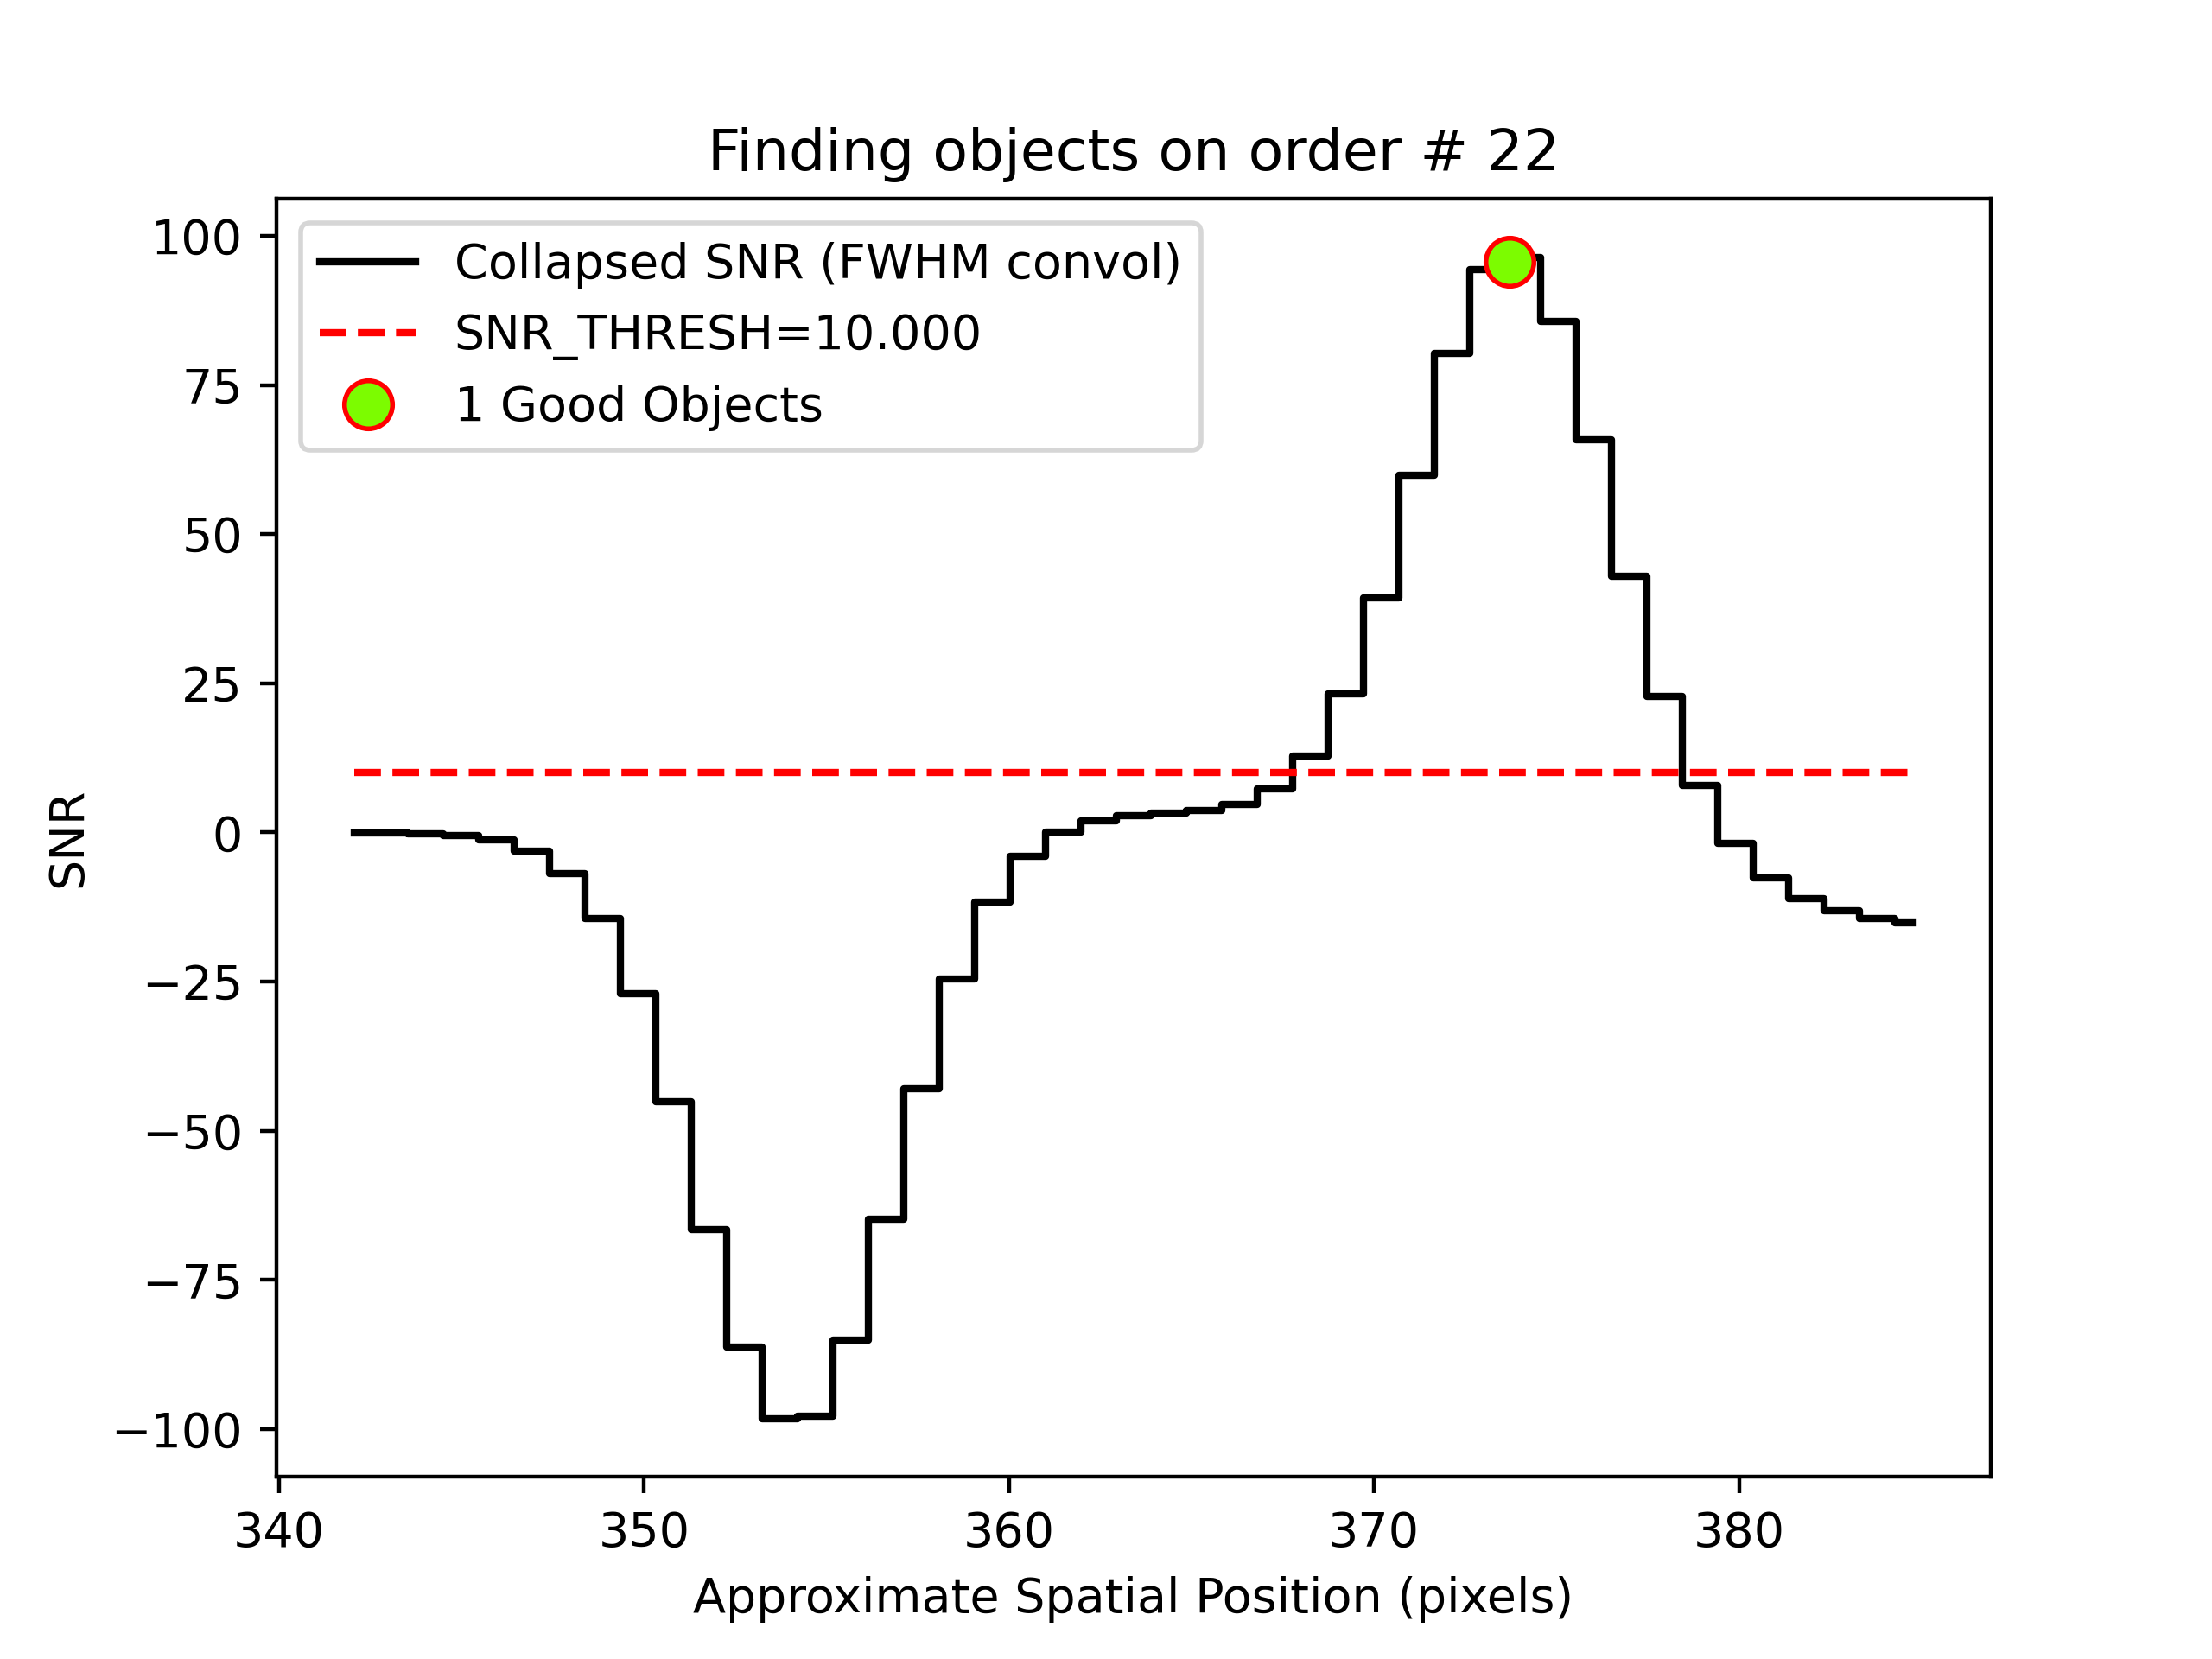 Finding objects on order # 22
Collapsed SNR (FWHM convol)
SNR_THRESH=10.000
1 Good Objects
100
75
50
25
0
−25
−50
−75
−100
SNR
340 350 360 370 380
Approximate Spatial Position (pixels)